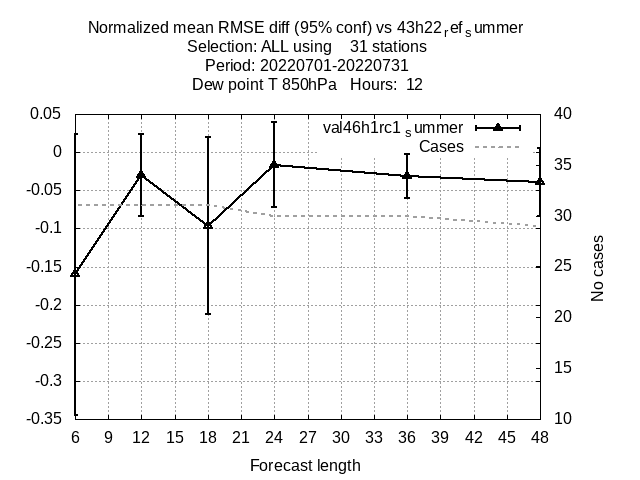 Normalized mean RMSE diff (95% conf) vs 43h22refsummer
Selection: ALL using 31 stations
Period: 20220701-20220731
Dew point T 850hPa Hours: 12
val46h1rc1summer
Cases
0.05
0
-0.05
-0.1
-0.15
-0.2
-0.25
-0.3
-0.35
40
35
30
25
20
15
10
No cases
6 9 12 15 18 21 24 27 30 33 36 39 42 45 48
Forecast length